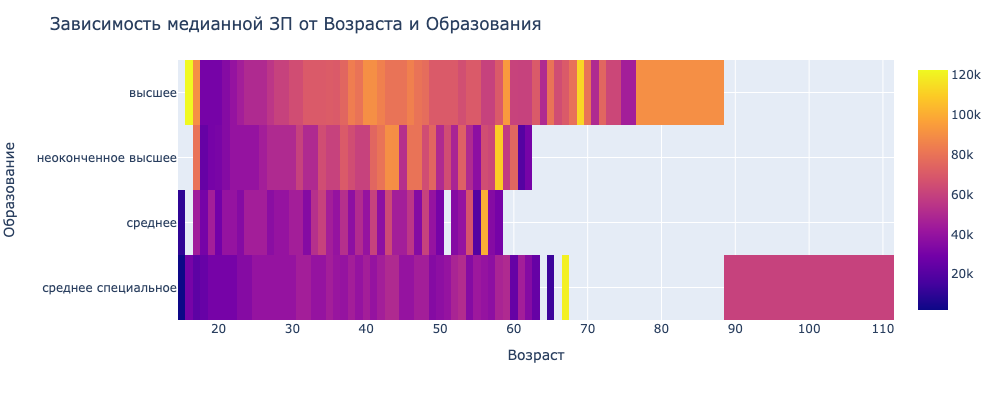 Зависимость медианной ЗП от Возраста и Образования
Образование
высшее
неоконченное высшее
среднее
среднее специальное
20 30 40 50 60 70 80 90 100 110
Возраст
120k
100k
80k
60k
40k
20k